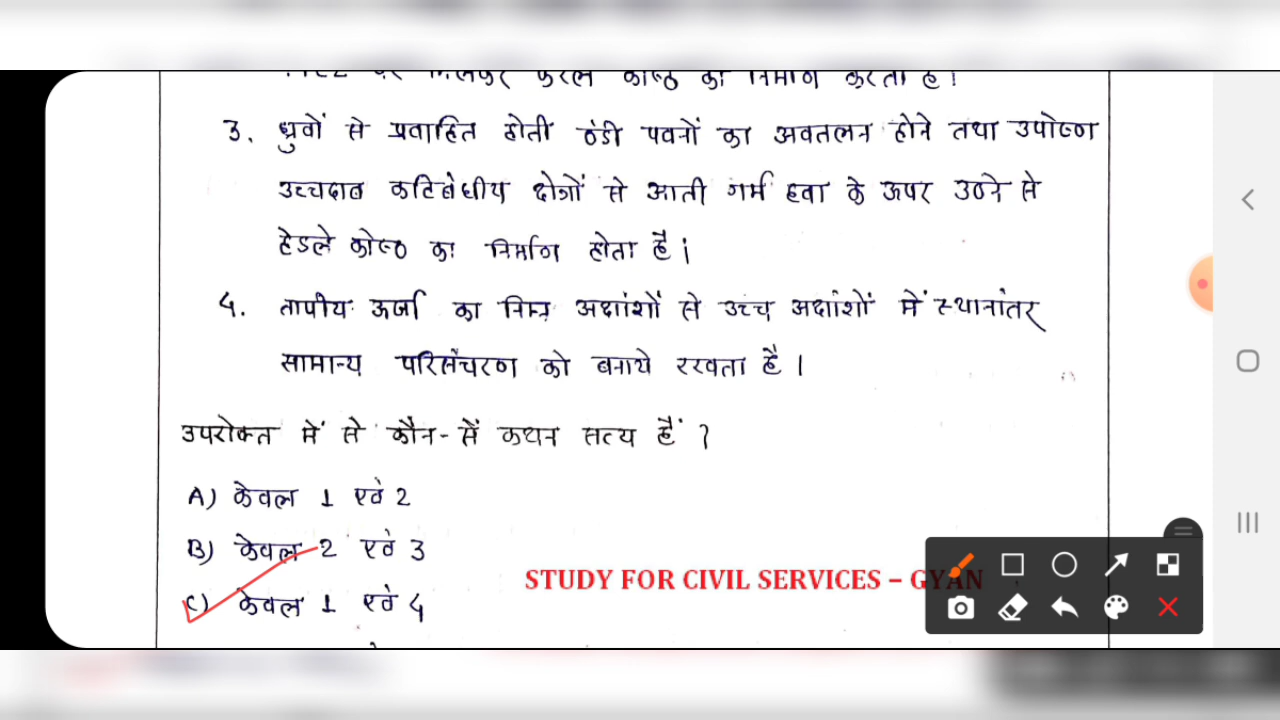 फेरल कोष्ठ का निर्माण करता है।
3. ध्रुवों से प्रवाहित होती ठंडी पवनों का अवतलन होने तथा उपोष्ण
उच्चदाब कटिबंधीय क्षेत्रों से आती गर्म हवा के ऊपर उठने से
हेडले कोष्ठ का निर्माण होता है।
4. तापीय ऊर्जा का निम्न अक्षांशों से उच्च अक्षांशों में स्थानांतर
सामान्य परिसंचरण को बनाये रखता है।
उपरोक्त में से कौन-सें कथन सत्य हैं ?
A) केवल 1 एवं 2
B) केवल 2 एवं 3
C) केवल 1 एवं 4
STUDY FOR CIVIL SERVICES – GYAN